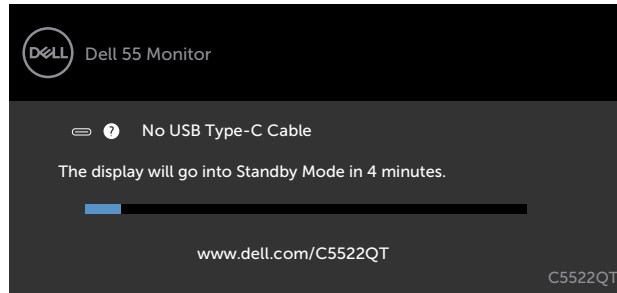 DELL Dell 55 Monitor
? No USB Type-C Cable
The display will go into Standby Mode in 4 minutes.
www.dell.com/C5522QT
C5522QT